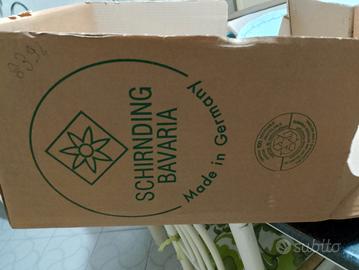 SCHIRNDING
BAVARIA
Made in Germany
subito